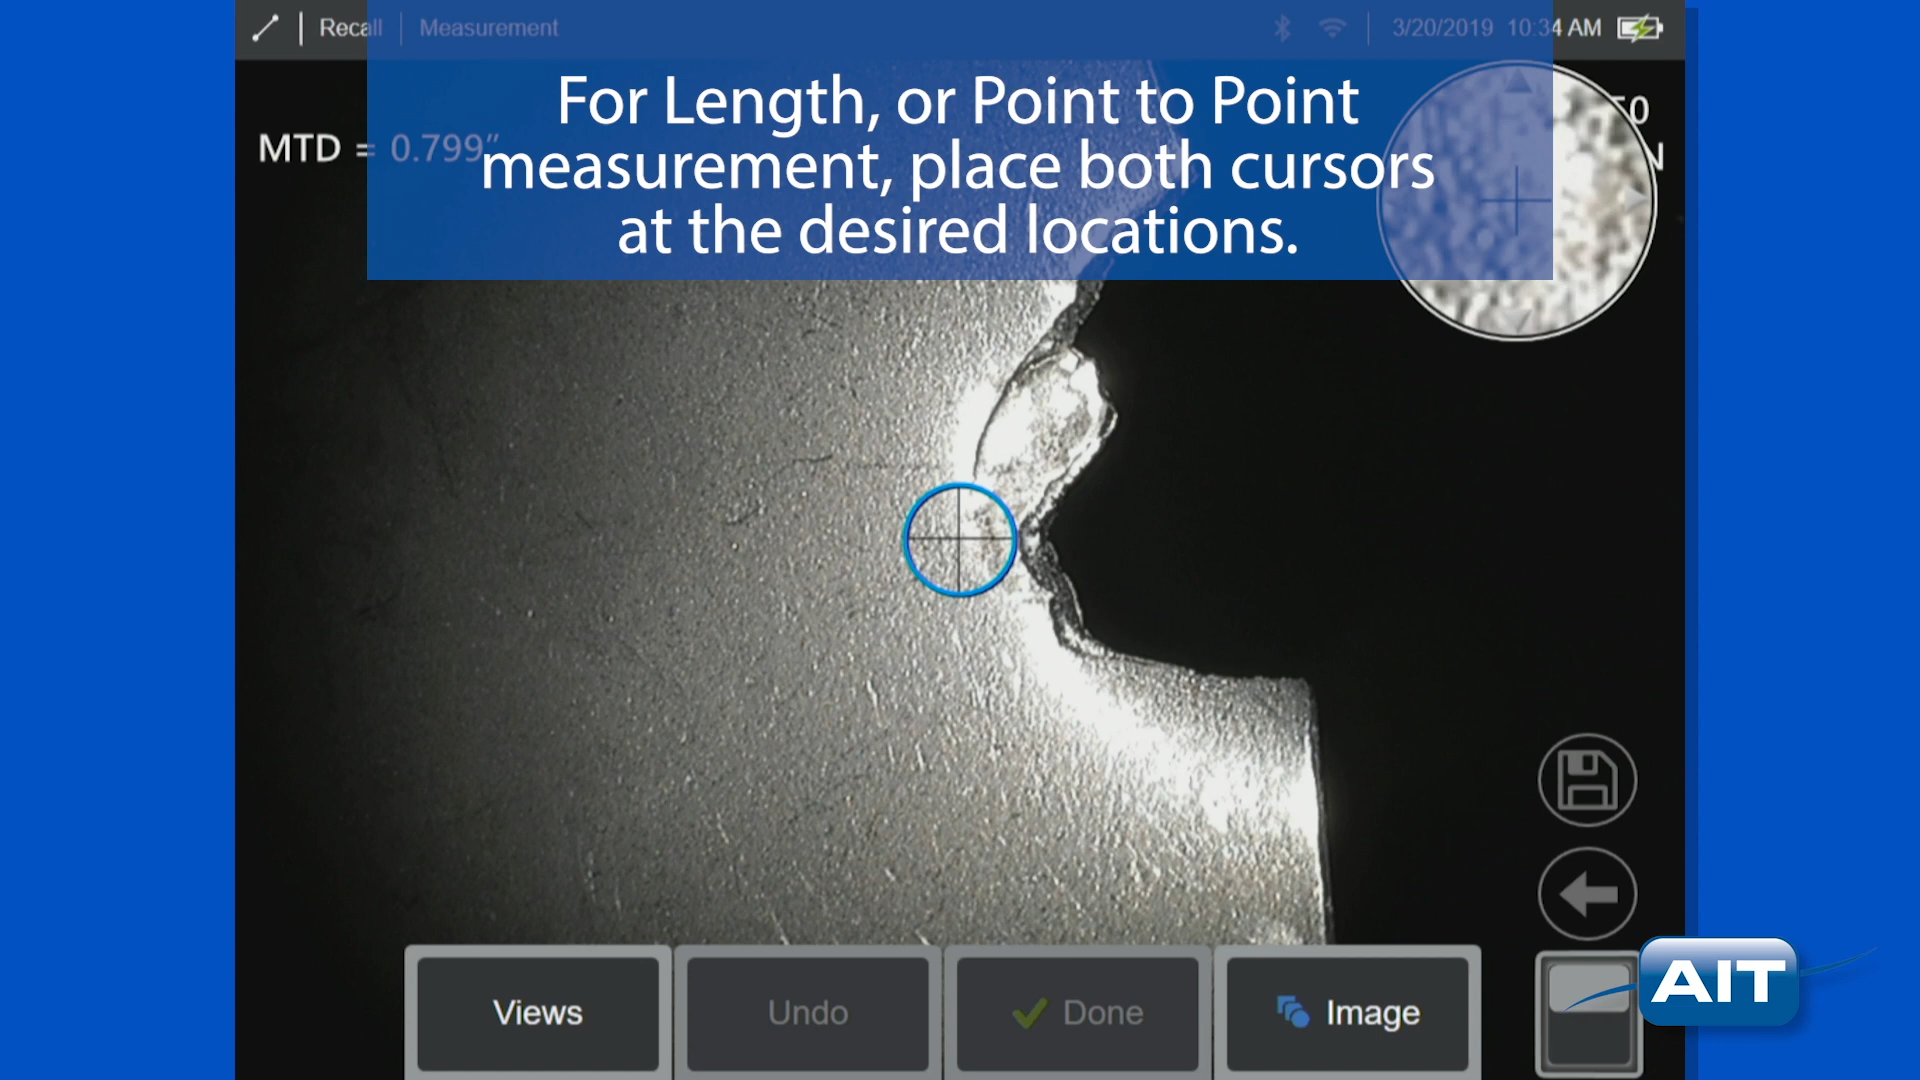 Recall | Measurement 3/20/2019 10:34 AM
For Length, or Point to Point
measurement, place both cursors
at the desired locations.
MTD = 0.799"
Views Undo Done Image
AIT